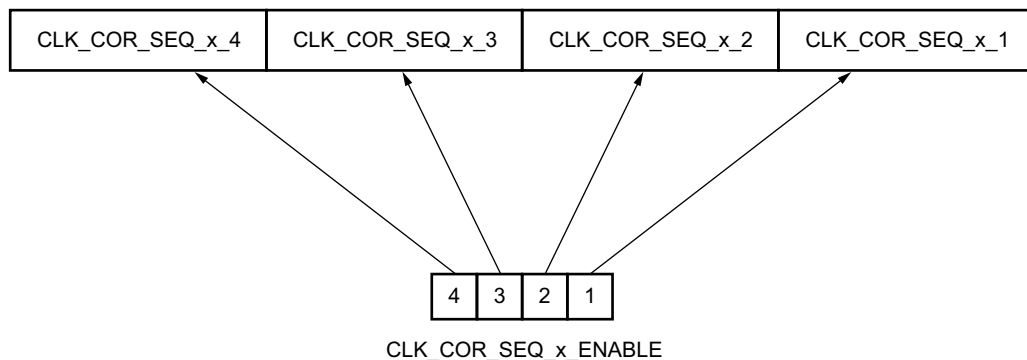 CLK_COR_SEQ_x_4 CLK_COR_SEQ_x_3 CLK_COR_SEQ_x_2 CLK_COR_SEQ_x_1
4 3 2 1
CLK_COR_SEQ_x_ENABLE